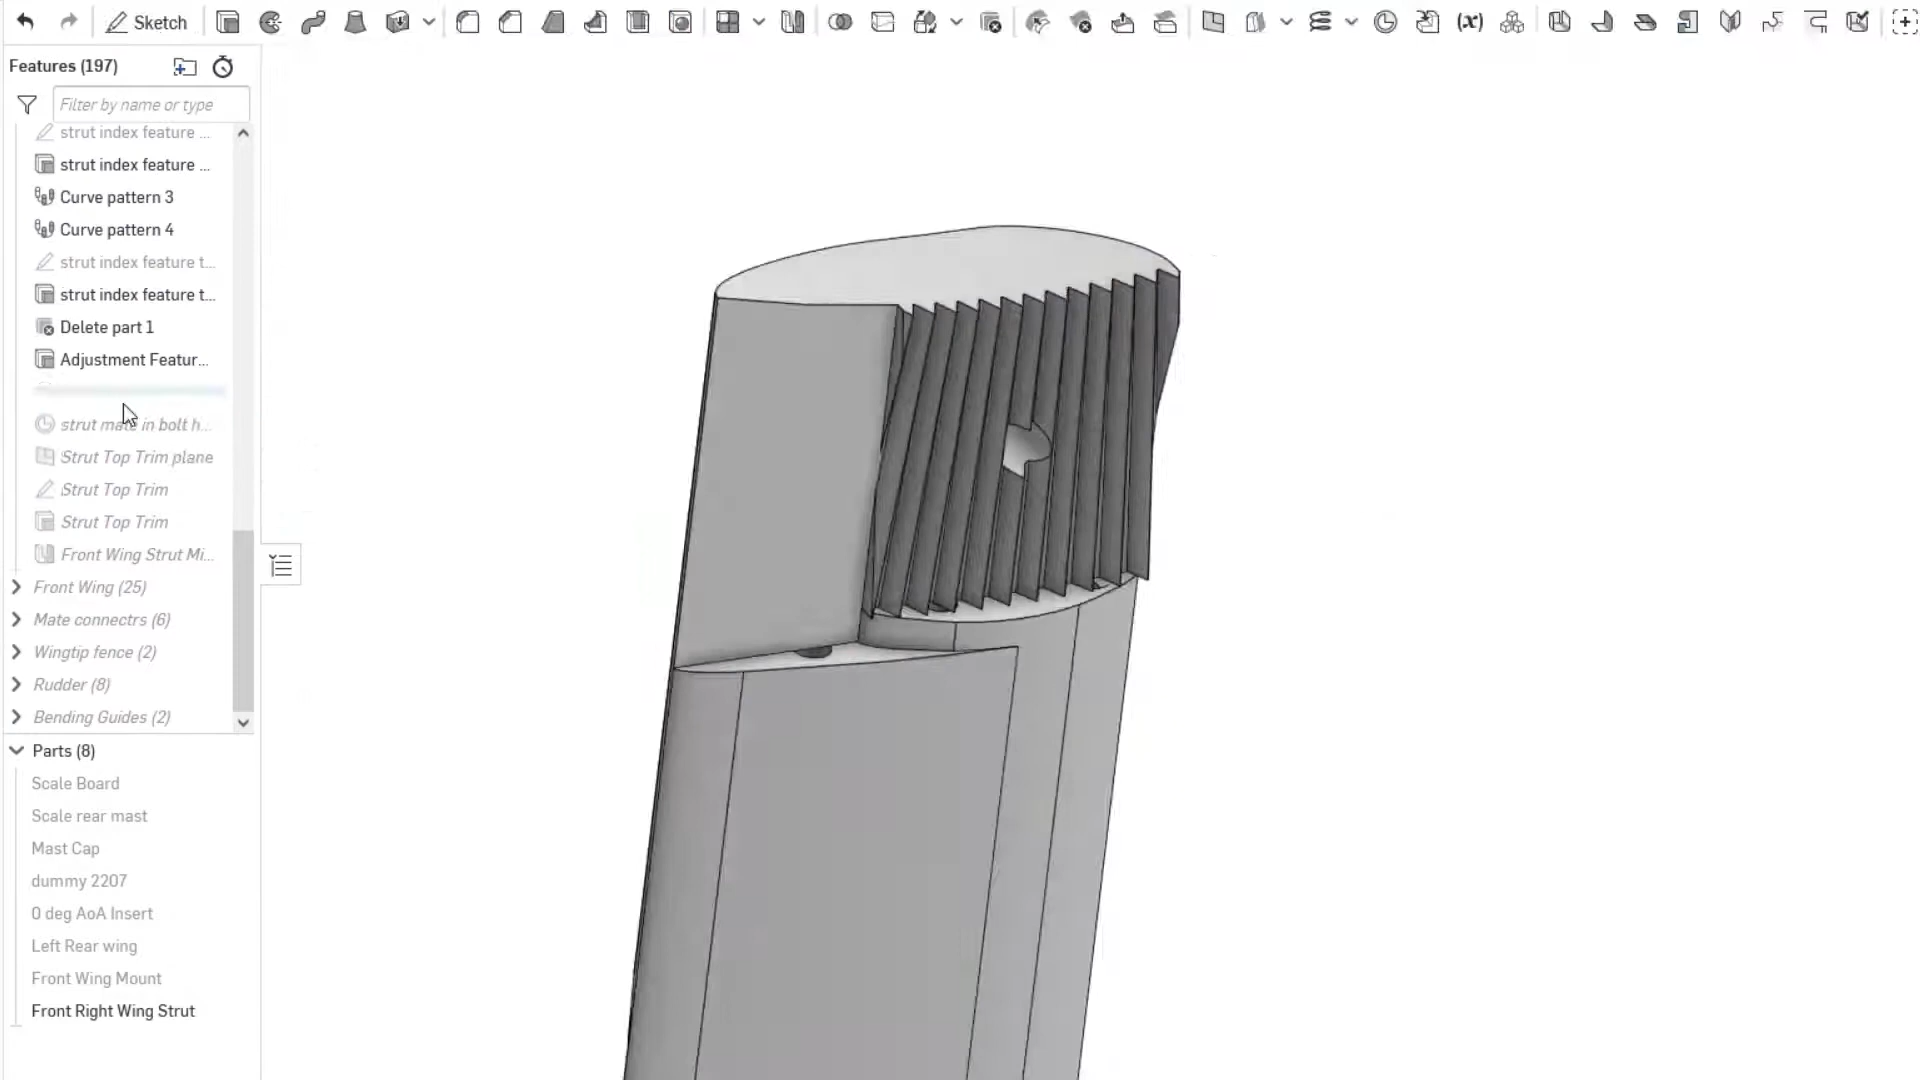 Sketch
(x)
Features (197)
Filter by name or type
strut index feature ...
strut index feature ...
Curve pattern 3
Curve pattern 4
strut index feature t...
strut index feature t...
Delete part 1
Adjustment Featur...
strut mate in bolt h...
Strut Top Trim plane
Strut Top Trim
Strut Top Trim
Front Wing Strut Mi...
Front Wing (25)
Mate connectrs (6)
Wingtip fence (2)
Rudder (8)
Bending Guides (2)
Parts (8)
Scale Board
Scale rear mast
Mast Cap
dummy 2207
0 deg AoA Insert
Left Rear wing
Front Wing Mount
Front Right Wing Strut